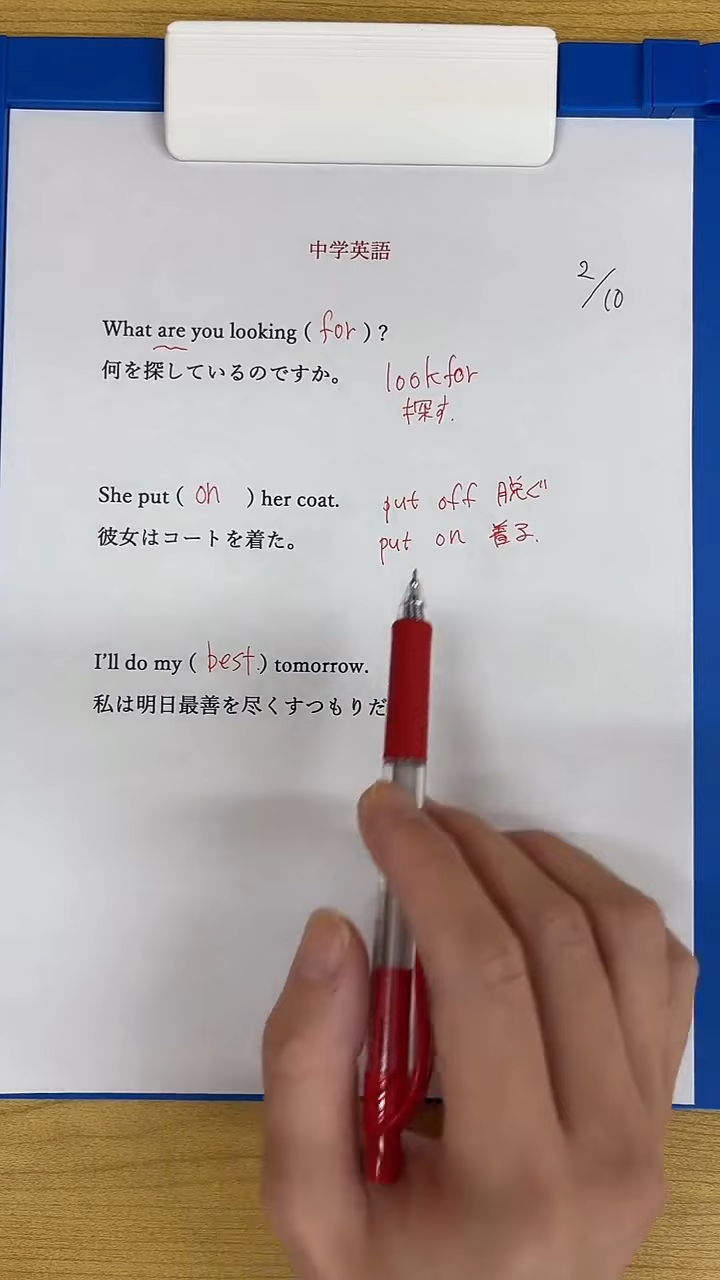 中学英語
2/10
What are you looking ( for ) ?
何を探しているのですか。
look for
探す.
She put ( on ) her coat.
put off 脱ぐ
彼女はコートを着た。
put on 着る.
I'll do my ( best. ) tomorrow.
私は明日最善を尽くすつもりだ